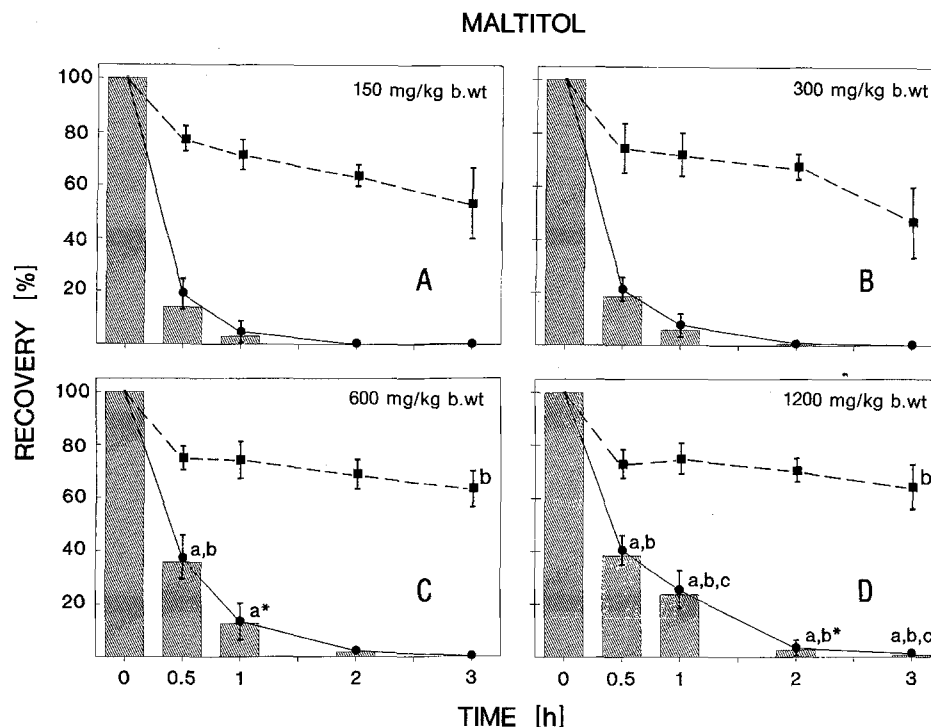 MALTITOL
RECOVERY [%]
100
80
60
40
20
150 mg/kg b.wt
A
300 mg/kg b.wt
B
100
80
60
40
20
600 mg/kg b.wt
b
a,b
a*
C
1200 mg/kg b.wt
b
a,b
a,b,c
D
a,b*
a,b,c
0 0.5 1 2 3
0 0.5 1 2 3
TIME [h]